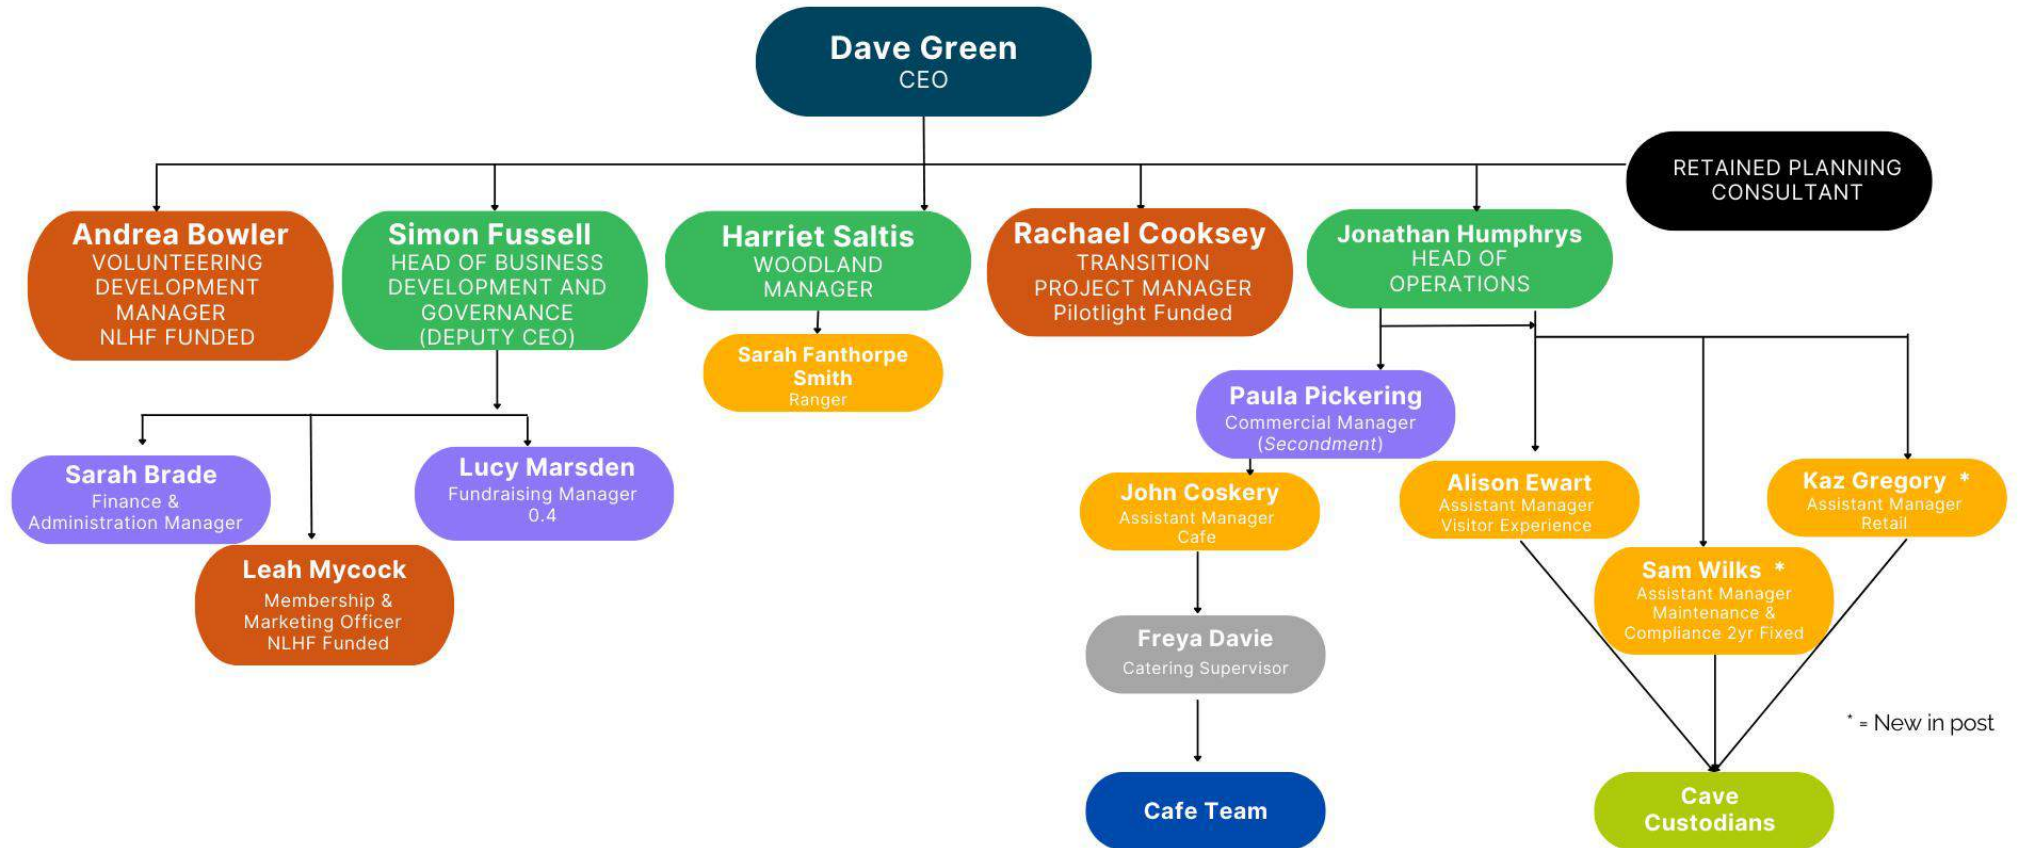 Dave Green
CEO
RETAINED PLANNING
CONSULTANT
Andrea Bowler
VOLUNTEERING
DEVELOPMENT
MANAGER
NLHF FUNDED
Simon Fussell
HEAD OF BUSINESS
DEVELOPMENT AND
GOVERNANCE
(DEPUTY CEO)
Harriet Saltis
WOODLAND
MANAGER
Rachael Cooksey
TRANSITION
PROJECT MANAGER
Pilotlight Funded
Jonathan Humphrys
HEAD OF
OPERATIONS
Sarah Fanthorpe
Smith
Ranger
Paula Pickering
Commercial Manager
(Secondment)
Sarah Brade
Finance &
Administration Manager
Lucy Marsden
Fundraising Manager
0.4
Leah Mycock
Membership &
Marketing Officer
NLHF Funded
John Coskery
Assistant Manager
Cafe
Alison Ewart
Assistant Manager
Visitor Experience
Kaz Gregory *
Assistant Manager
Retail
Sam Wilks *
Assistant Manager
Maintenance &
Compliance 2yr Fixed
Freya Davie
Catering Supervisor
* = New in post
Cafe Team
Cave
Custodians